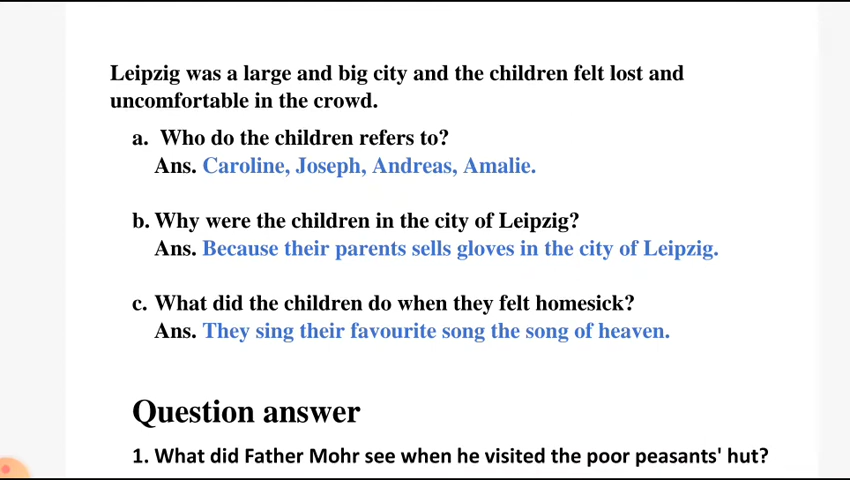 Leipzig was a large and big city and the children felt lost and
uncomfortable in the crowd.
a. Who do the children refers to?
Ans. Caroline, Joseph, Andreas, Amalie.
b. Why were the children in the city of Leipzig?
Ans. Because their parents sells gloves in the city of Leipzig.
c. What did the children do when they felt homesick?
Ans. They sing their favourite song the song of heaven.
Question answer
1. What did Father Mohr see when he visited the poor peasants' hut?